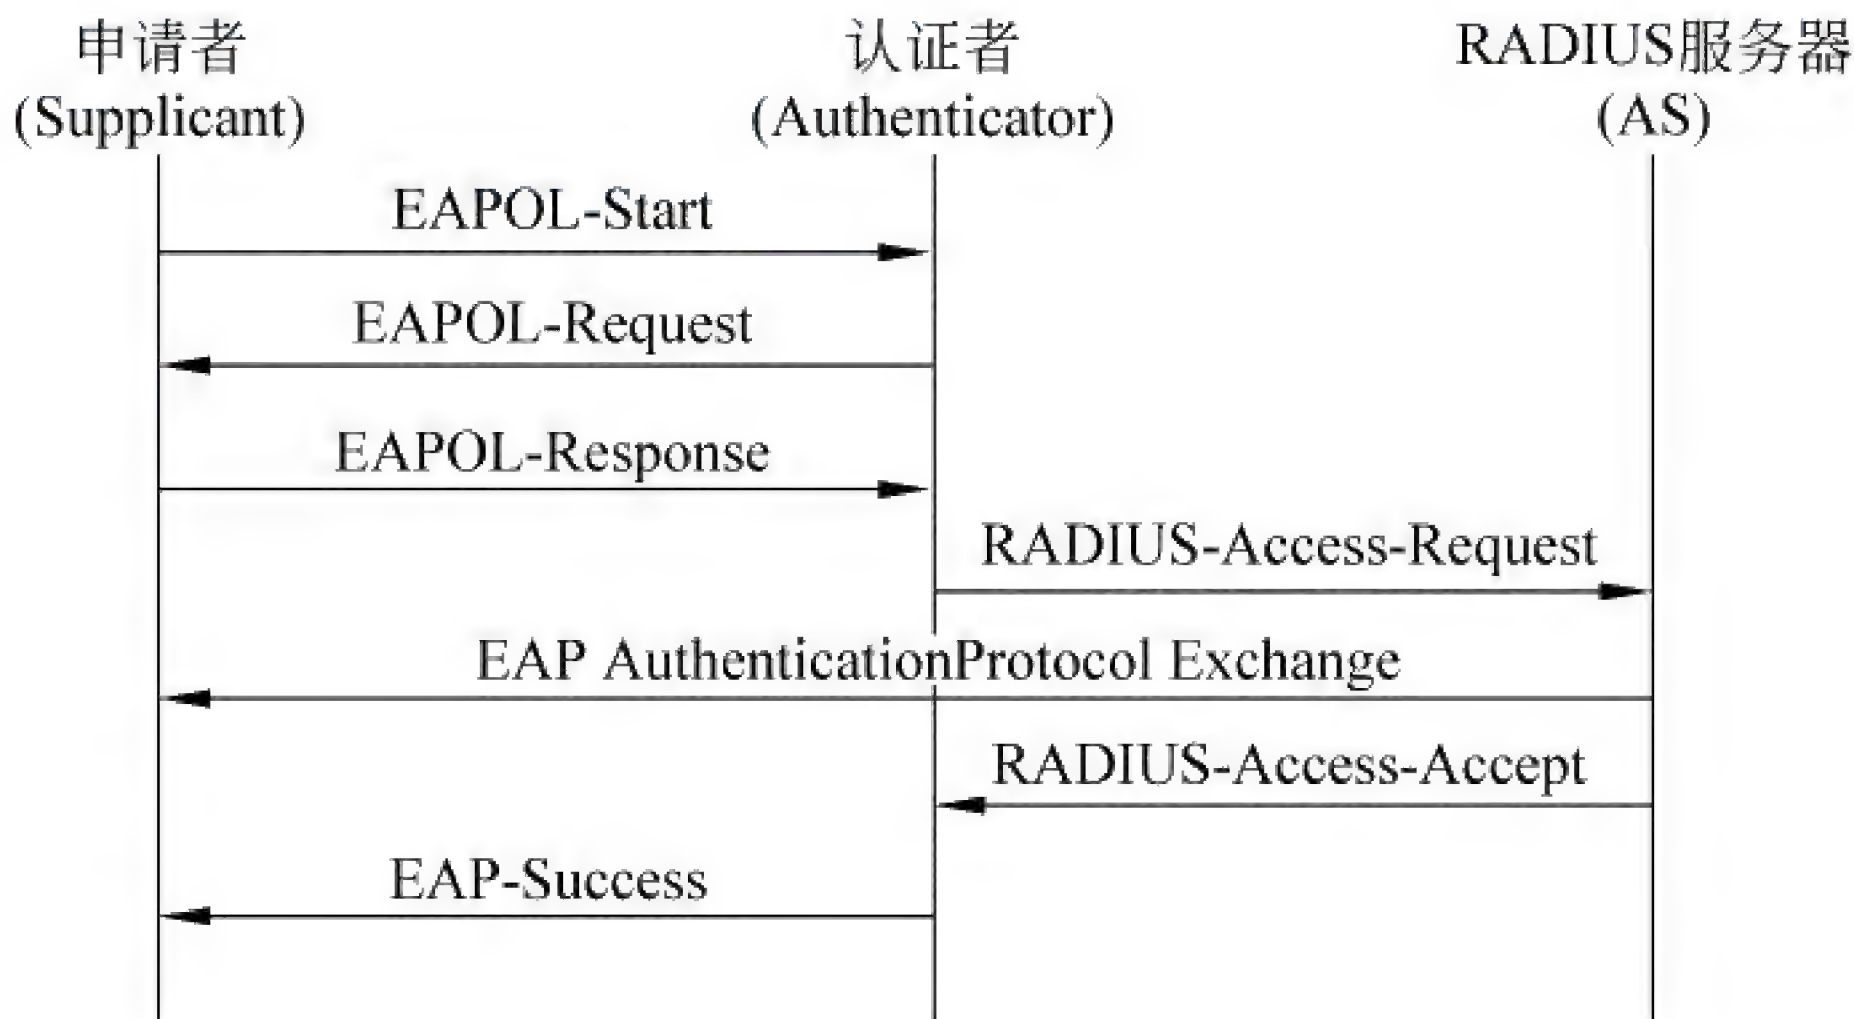 申请者
(Supplicant)
认证者
(Authenticator)
RADIUS服务器
(AS)
EAPOL-Start
EAPOL-Request
EAPOL-Response
RADIUS-Access-Request
EAP AuthenticationProtocol Exchange
RADIUS-Access-Accept
EAP-Success